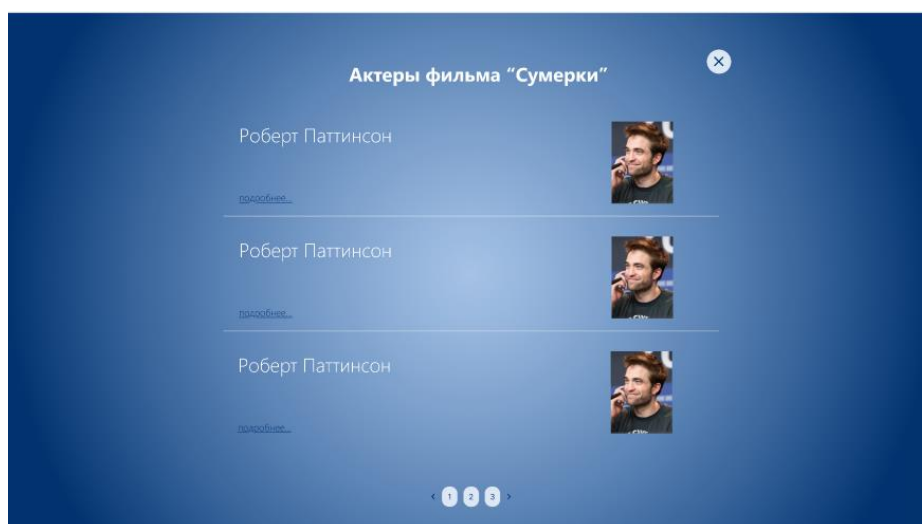 Актеры фильма “Сумерки”
Роберт Паттинсон
подробнее...
Роберт Паттинсон
подробнее...
Роберт Паттинсон
подробнее...
‹ 1 2 3 ›